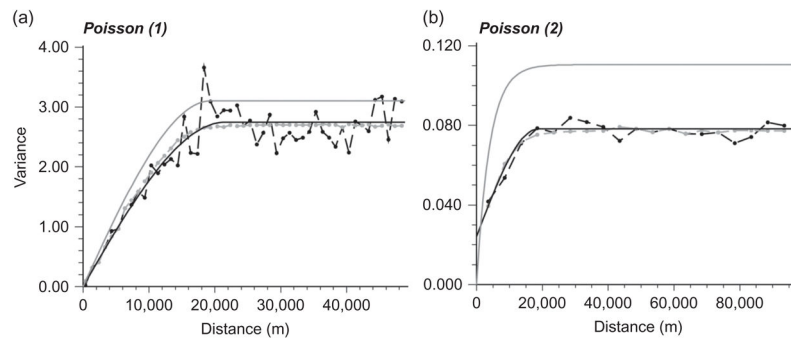 (a)
Poisson (1)
4.00
3.00
2.00
1.00
0.00
Variance
0
10,000
20,000
30,000
40,000
Distance (m)
(b)
Poisson (2)
0.120
0.080
0.040
0.000
0
20,000
40,000
60,000
80,000
Distance (m)